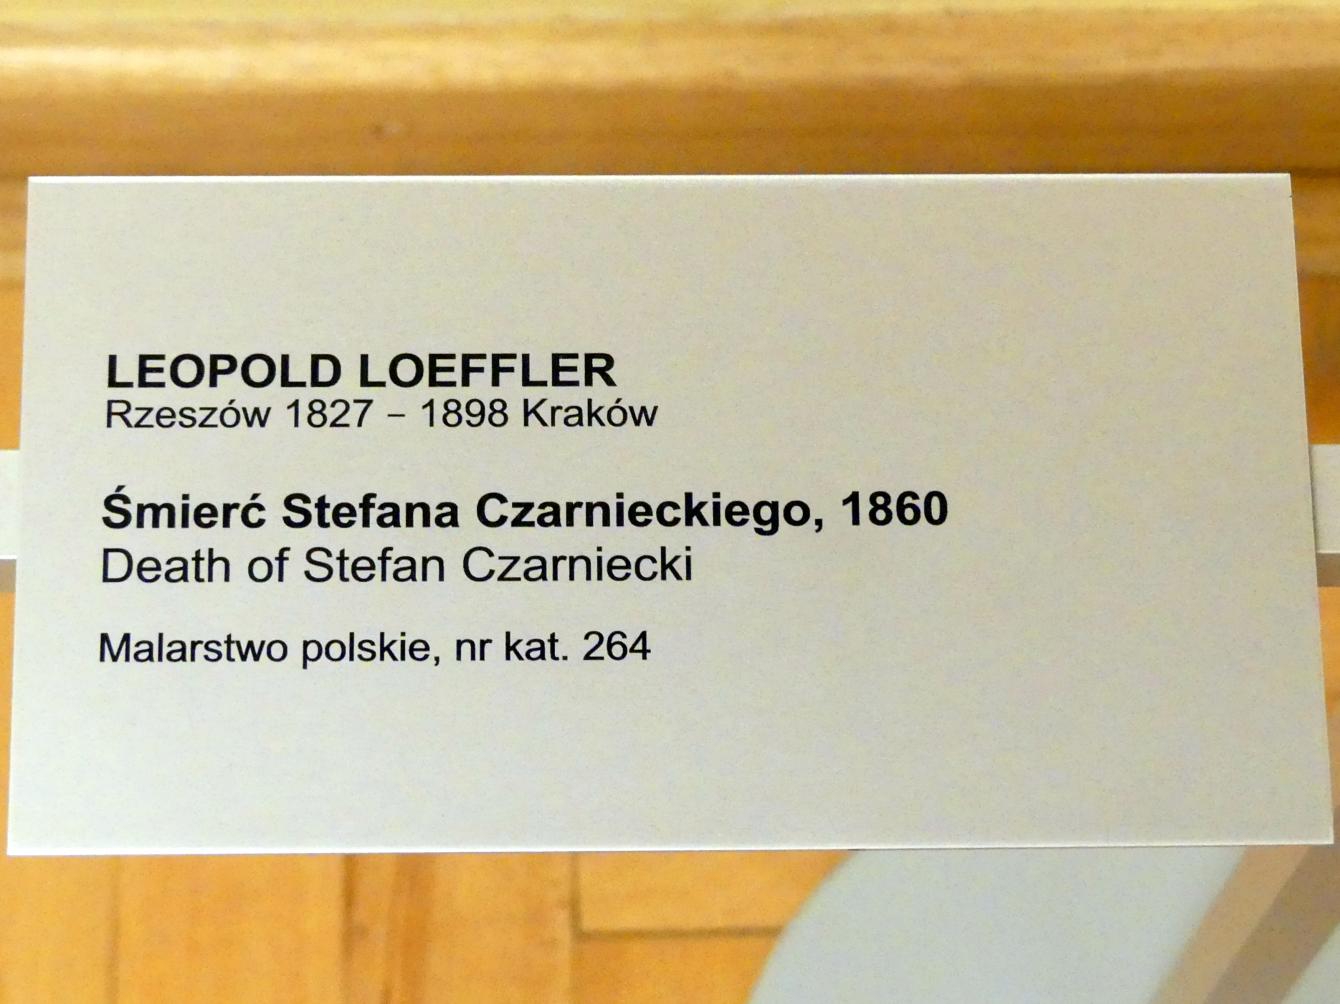 LEOPOLD LOEFFLER
Rzeszów 1827 – 1898 Kraków
Śmierć Stefana Czarnieckiego, 1860
Death of Stefan Czarniecki
Malarstwo polskie, nr kat. 264